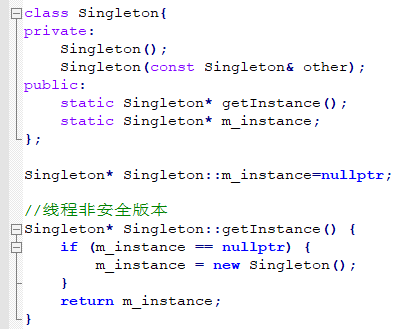 class Singleton{
private:
    Singleton();
    Singleton(const Singleton& other);
public:
    static Singleton* getInstance();
    static Singleton* m_instance;
};

Singleton* Singleton::m_instance=nullptr;

//线程非安全版本
Singleton* Singleton::getInstance() {
    if (m_instance == nullptr) {
        m_instance = new Singleton();
    }
    return m_instance;
}